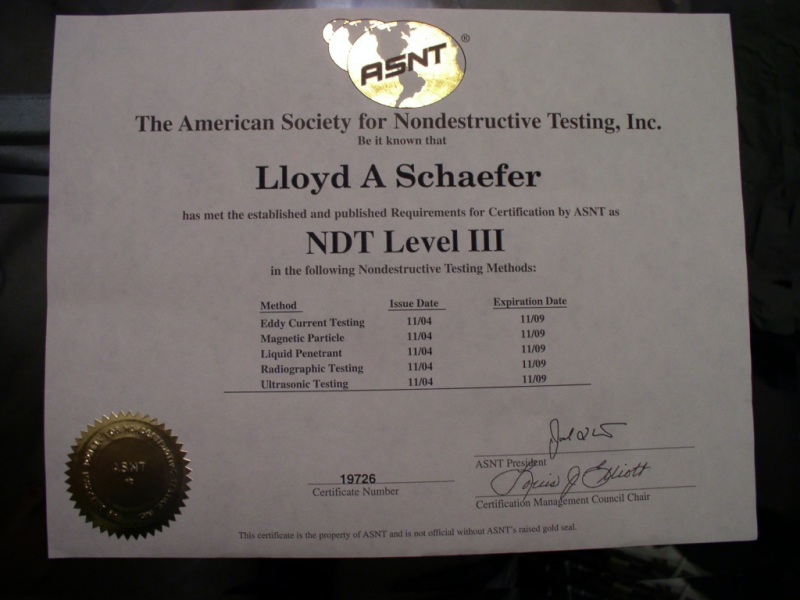 ASNT ®
The American Society for Nondestructive Testing, Inc.
Be it known that
Lloyd A Schaefer
has met the established and published Requirements for Certification by ASNT as
NDT Level III
in the following Nondestructive Testing Methods:
Method Issue Date Expiration Date
Eddy Current Testing 11/04 11/09
Magnetic Particle 11/04 11/09
Liquid Penetrant 11/04 11/09
Radiographic Testing 11/04 11/09
Ultrasonic Testing 11/04 11/09
ASNT President
Louis J Elliott
Certification Management Council Chair
19726
Certificate Number
ASNT
This certificate is the property of ASNT and is not official without ASNT's raised gold seal.